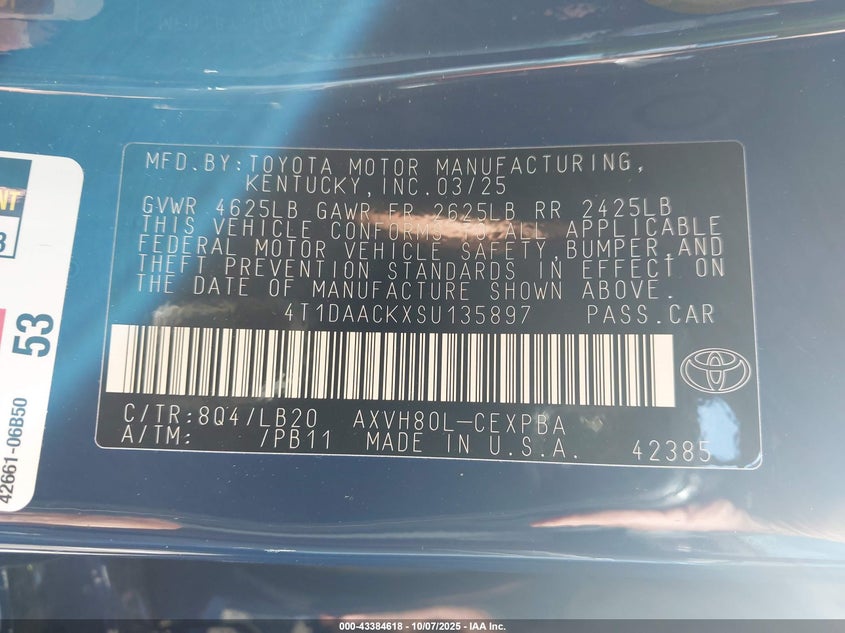 MFD.BY:TOYOTA MOTOR MANUFACTURING,
KENTUCKY,INC.03/25
GVWR 4625LB GAWR FR 2625LB RR 2425LB
THIS VEHICLE CONFORMS TO ALL APPLICABLE
FEDERAL MOTOR VEHICLE SAFETY,BUMPER,AND
THEFT PREVENTION STANDARDS IN EFFECT ON
THE DATE OF MANUFACTURE SHOWN ABOVE.
4T1DAACKXSU135897 PASS.CAR
C/TR:8Q4/LB20 AXVH80L-CEXPBA
A/TM: /PB11 MADE IN U.S.A. 42385
53
42661-06B50
000-43384618 - 10/07/2025 - IAA Inc.